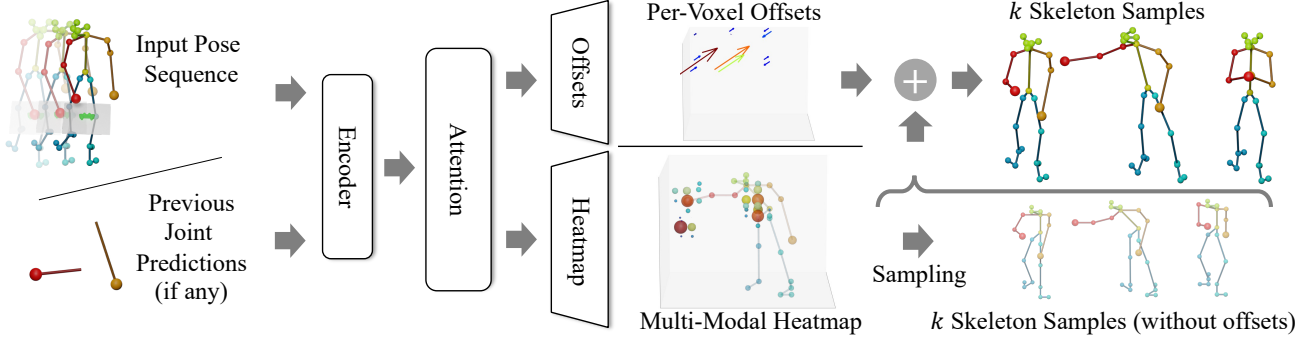 Input Pose
Sequence
Previous
Joint
Predictions
(if any)
Encoder
Attention
Offsets
Heatmap
Per-Voxel Offsets
Multi-Modal Heatmap
Sampling
+
k Skeleton Samples
k Skeleton Samples (without offsets)